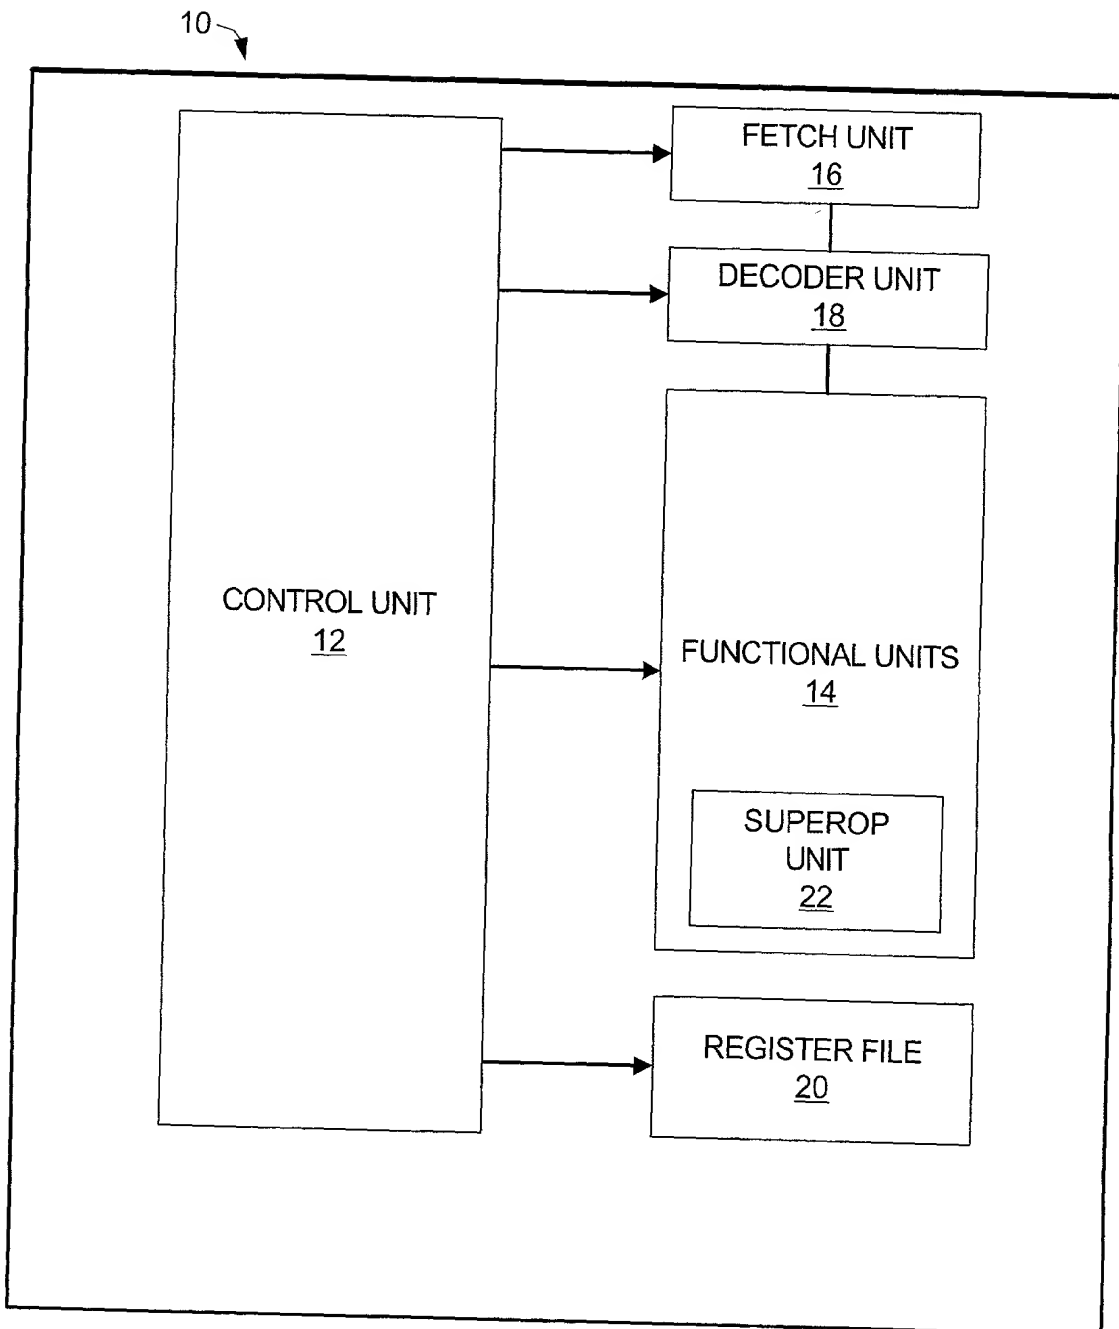 10
FETCH UNIT
16
DECODER UNIT
18
CONTROL UNIT
12
FUNCTIONAL UNITS
14
SUPEROP
UNIT
22
REGISTER FILE
20